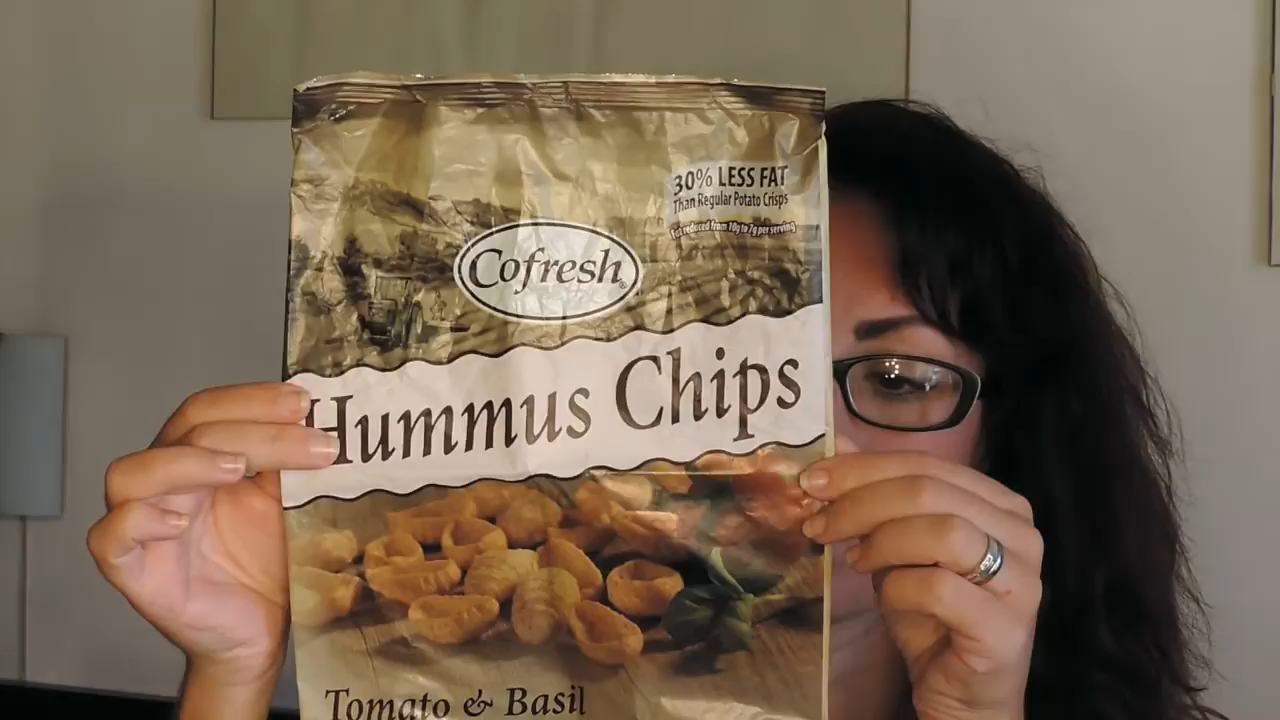 30% LESS FAT
Than Regular Potato Crisps
Fat reduced from 10g to 7g per serving
Cofresh®
Hummus Chips
Tomato & Basil